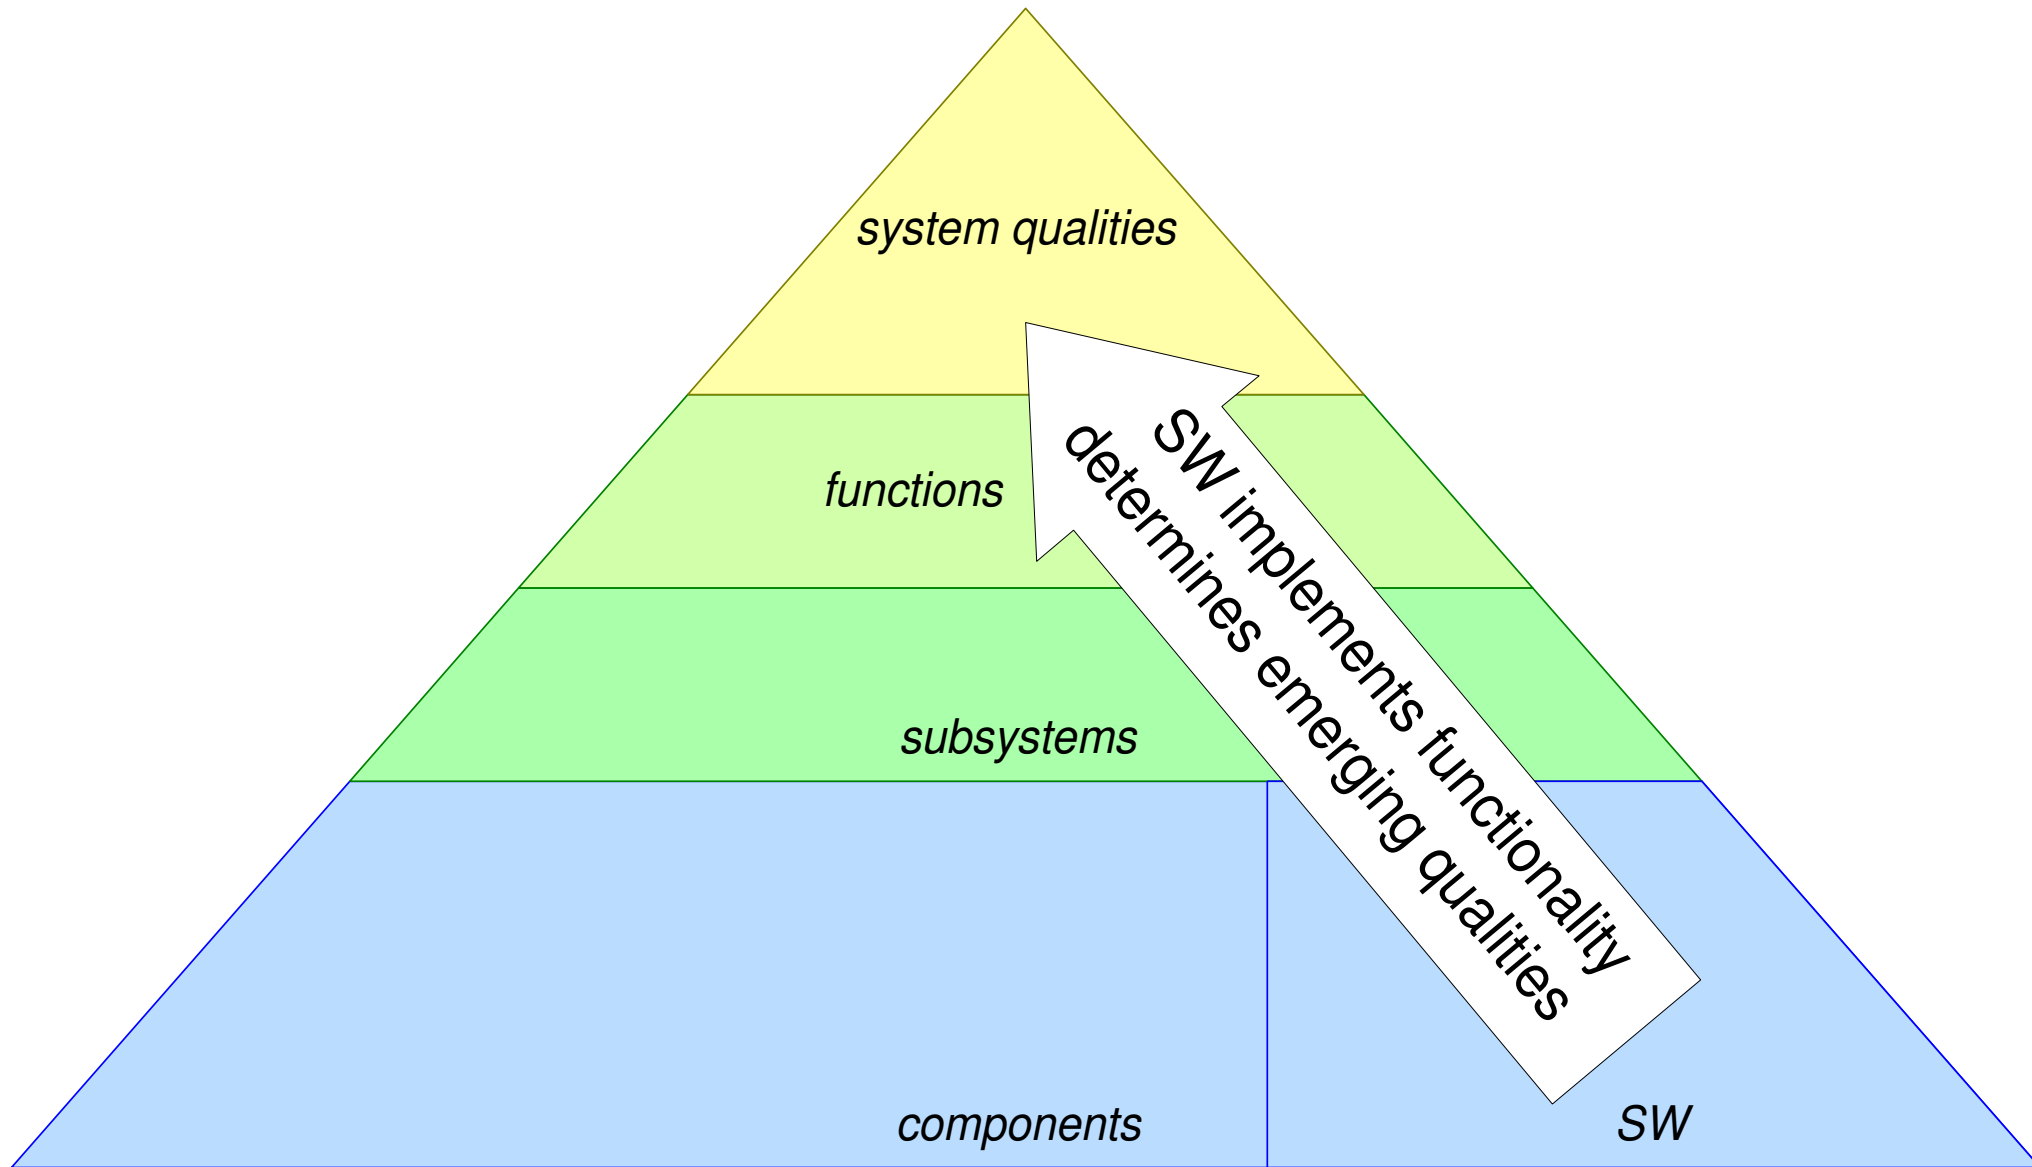 system qualities
functions
SW implements functionality
determines emerging qualities
subsystems
components
SW